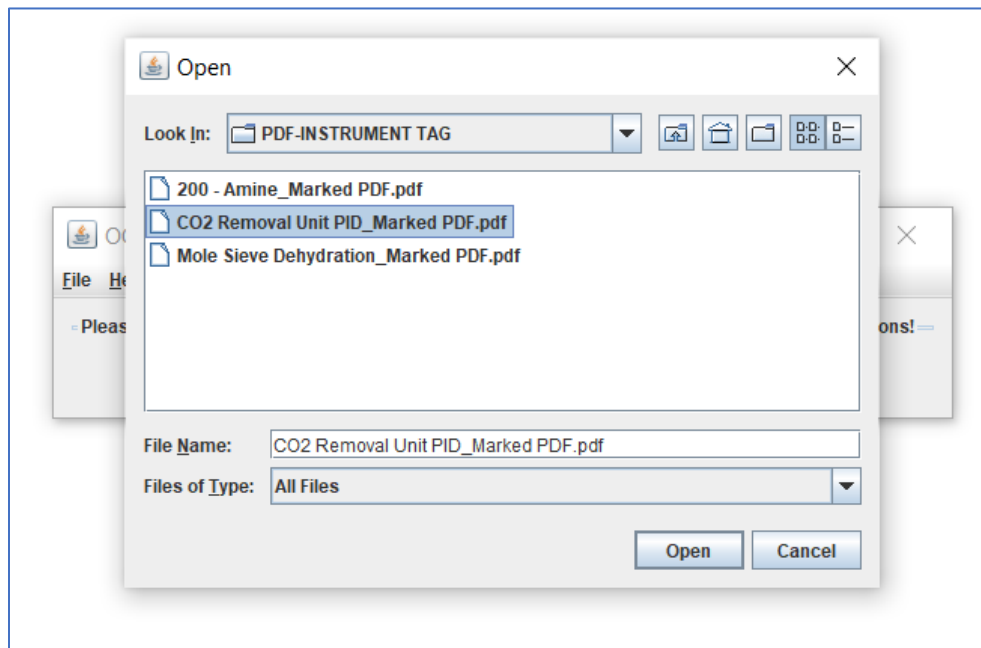 Open
Look In: PDF-INSTRUMENT TAG
200 - Amine_Marked PDF.pdf
CO2 Removal Unit PID_Marked PDF.pdf
Mole Sieve Dehydration_Marked PDF.pdf
File
Pleas
ons!
File Name: CO2 Removal Unit PID_Marked PDF.pdf
Files of Type: All Files
Open Cancel